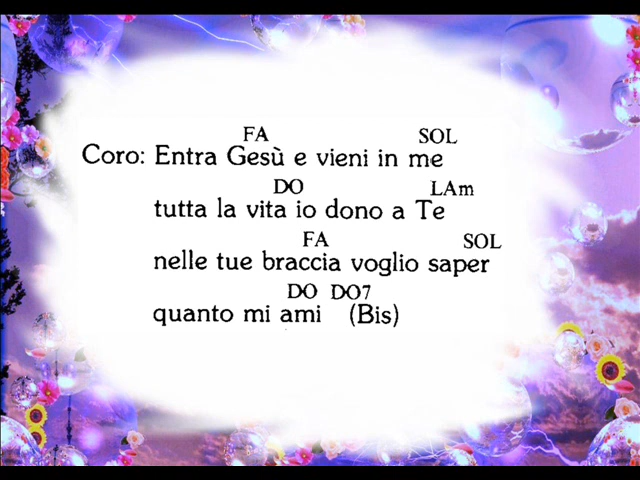 FA SOL
Coro: Entra Gesù e vieni in me
DO LAm
tutta la vita io dono a Te
FA SOL
nelle tue braccia voglio saper
DO DO7
quanto mi ami (Bis)